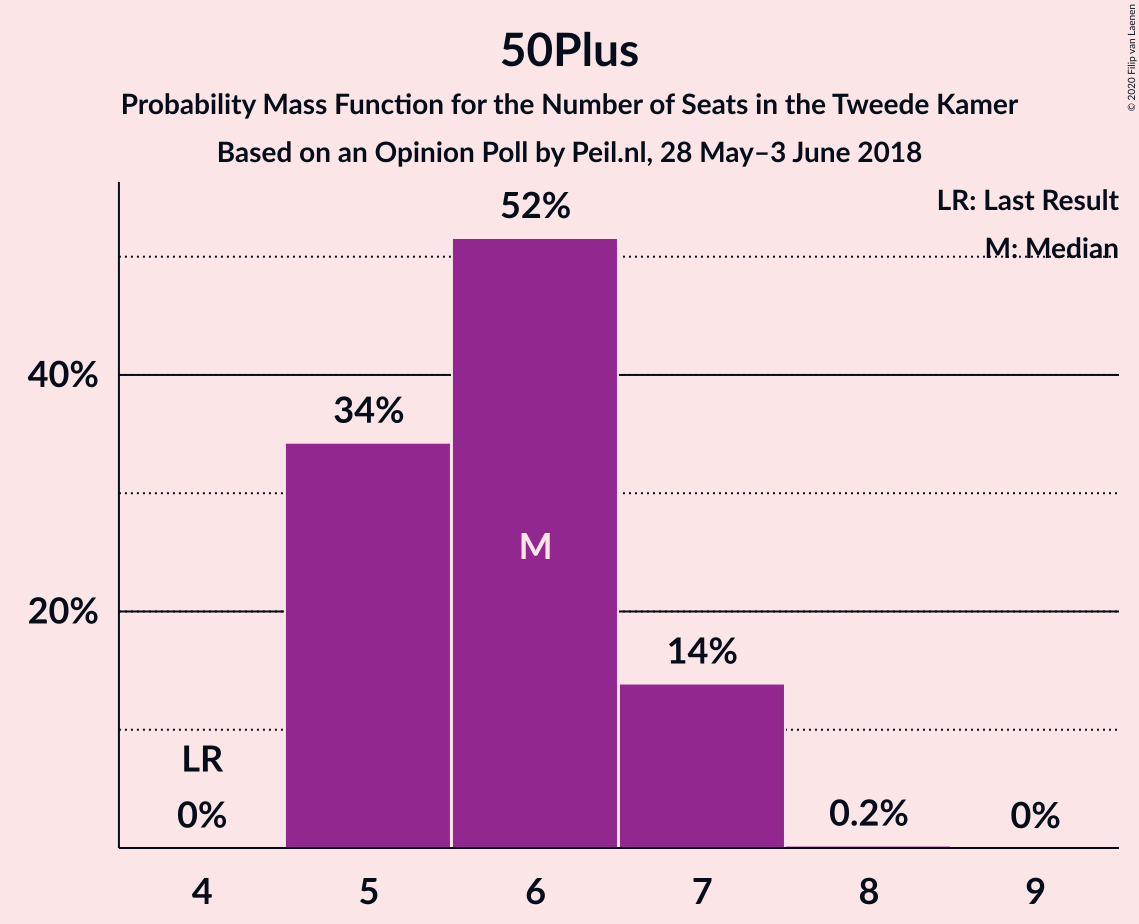 50Plus
Probability Mass Function for the Number of Seats in the Tweede Kamer
Based on an Opinion Poll by Peil.nl, 28 May–3 June 2018
© 2020 Filip van Laenen
LR: Last Result
M: Median
52%
40%
34%
M
20%
14%
LR
0%
0.2%
0%
4 5 6 7 8 9